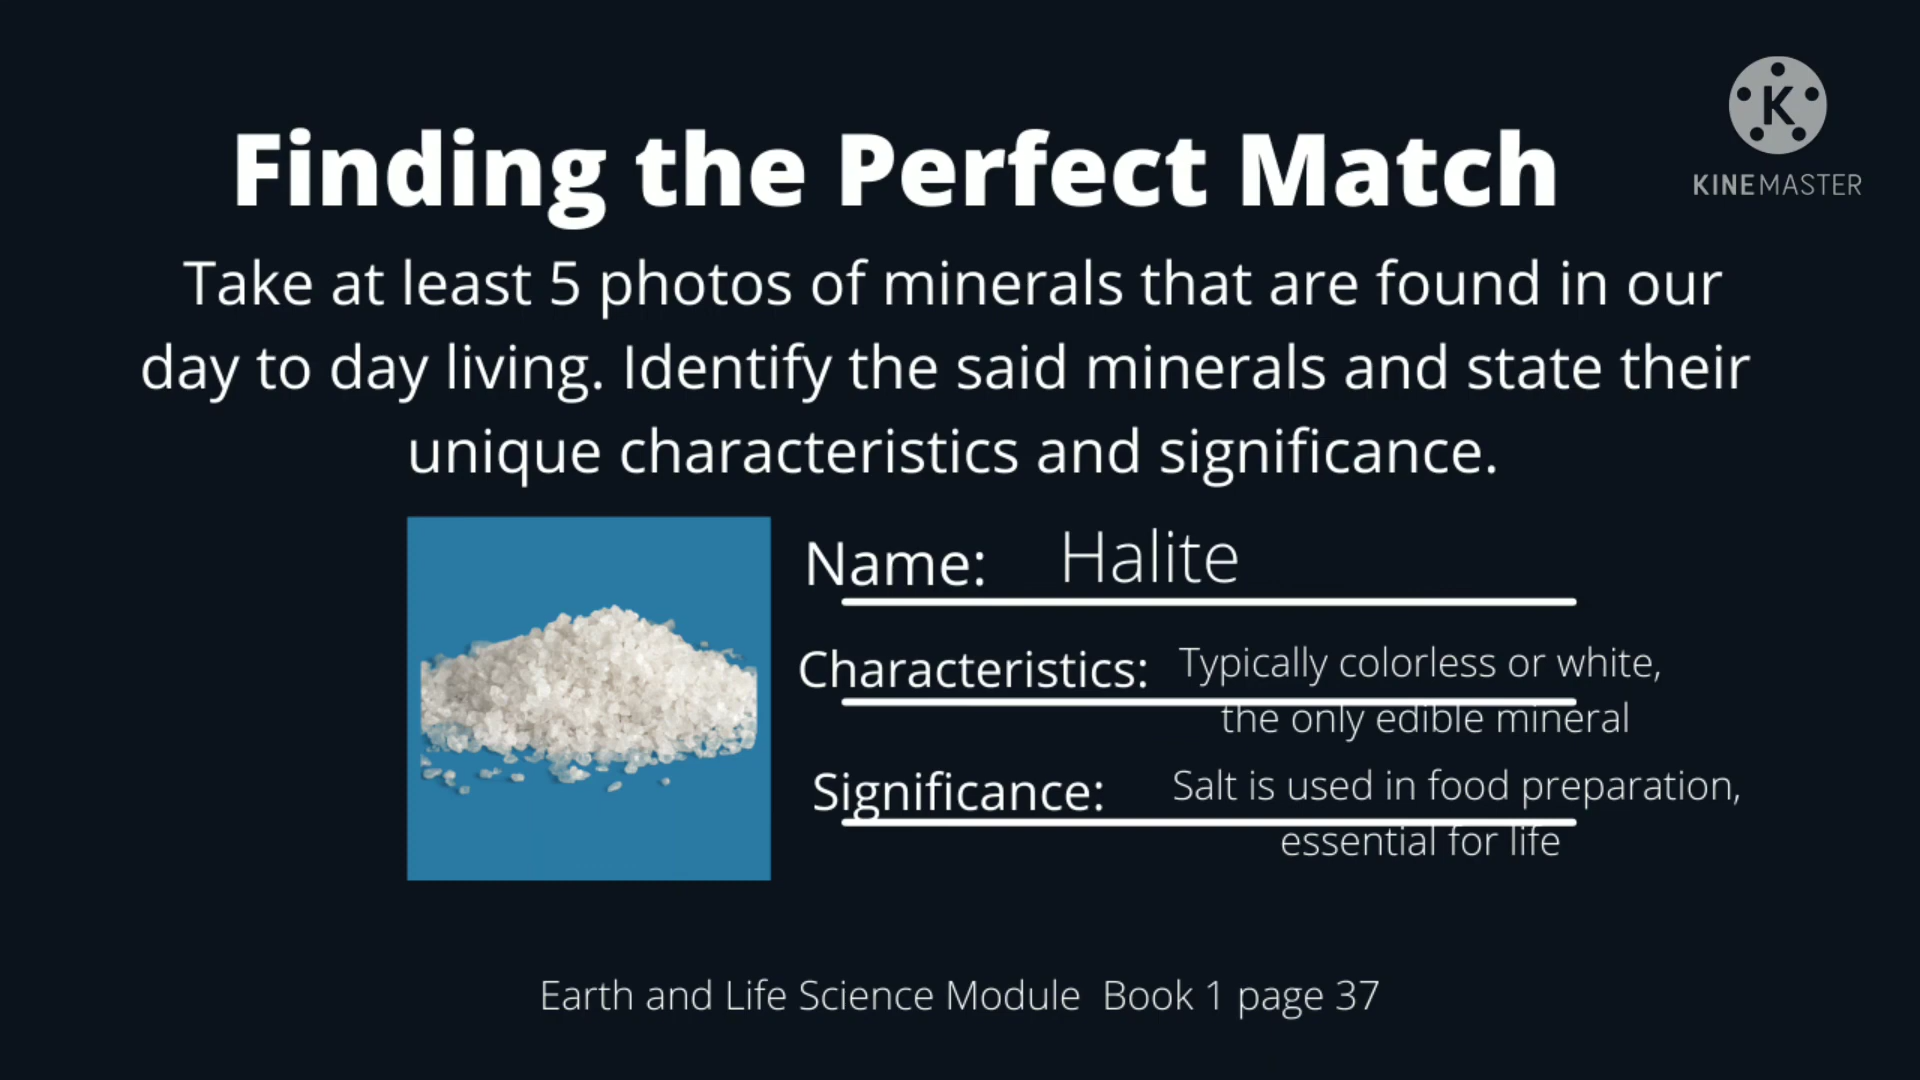 K
KINEMASTER
Finding the Perfect Match
Take at least 5 photos of minerals that are found in our
day to day living. Identify the said minerals and state their
unique characteristics and significance.
Name: Halite
Characteristics: Typically colorless or white,
the only edible mineral
Significance: Salt is used in food preparation,
essential for life
Earth and Life Science Module Book 1 page 37